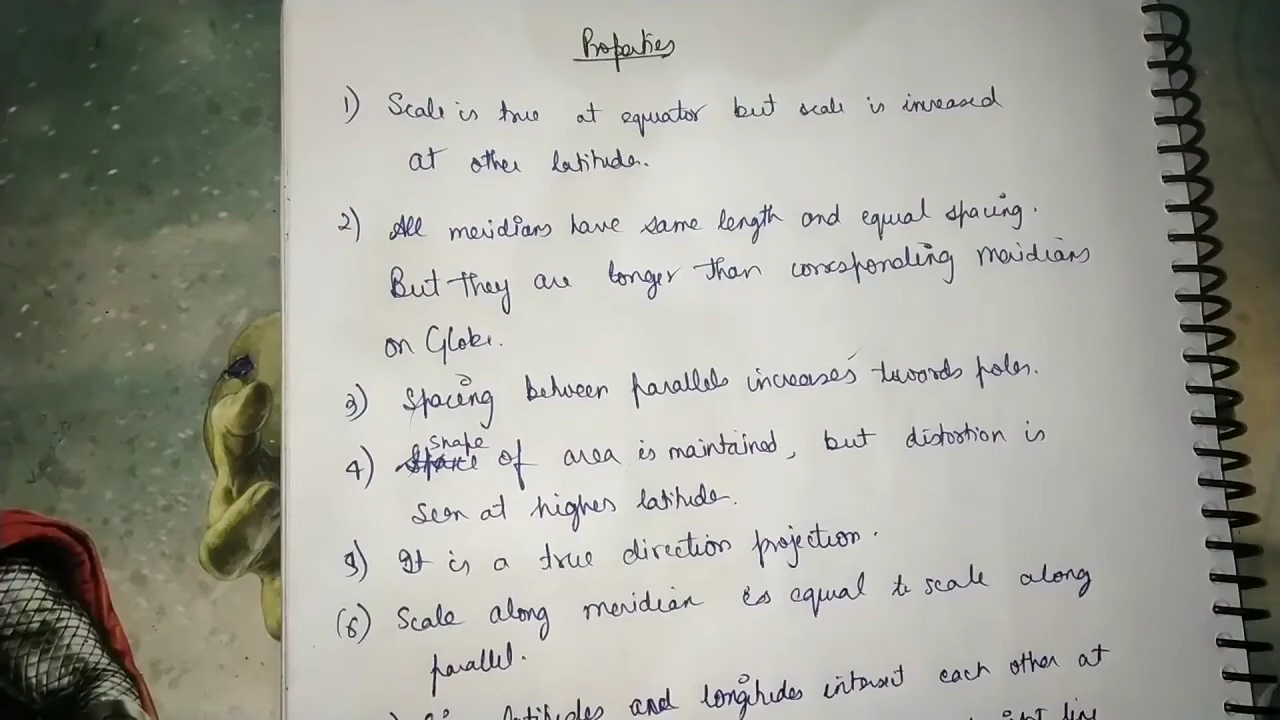 Properties
1) Scale is true at equator but scale is increased
at other latitude.
2) All meridians have same length and equal spacing.
But they are longer than corresponding meridians
on Globe.
3) Spacing between parallels increases towards poles.
4) Shape of area is maintained, but distortion is
seen at higher latitude.
5) It is a true direction projection.
(6) Scale along meridian is equal to scale along
parallel.
latitudes and longitudes intersect each other at
line